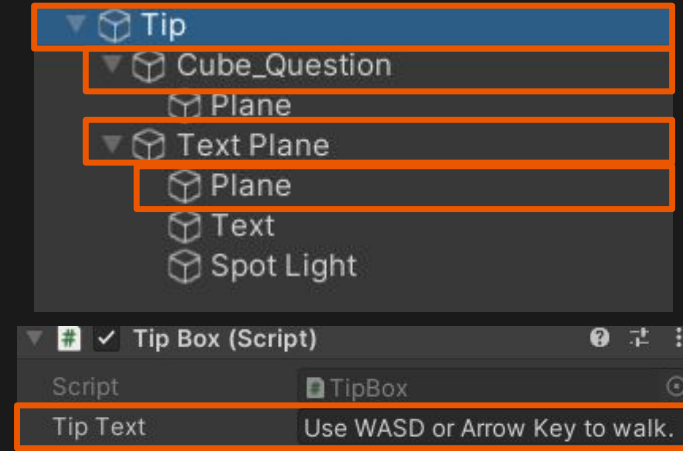 Tip
Cube_Question
Plane
Text Plane
Plane
Text
Spot Light
# Tip Box (Script)
Script # TipBox
Tip Text Use WASD or Arrow Key to walk.